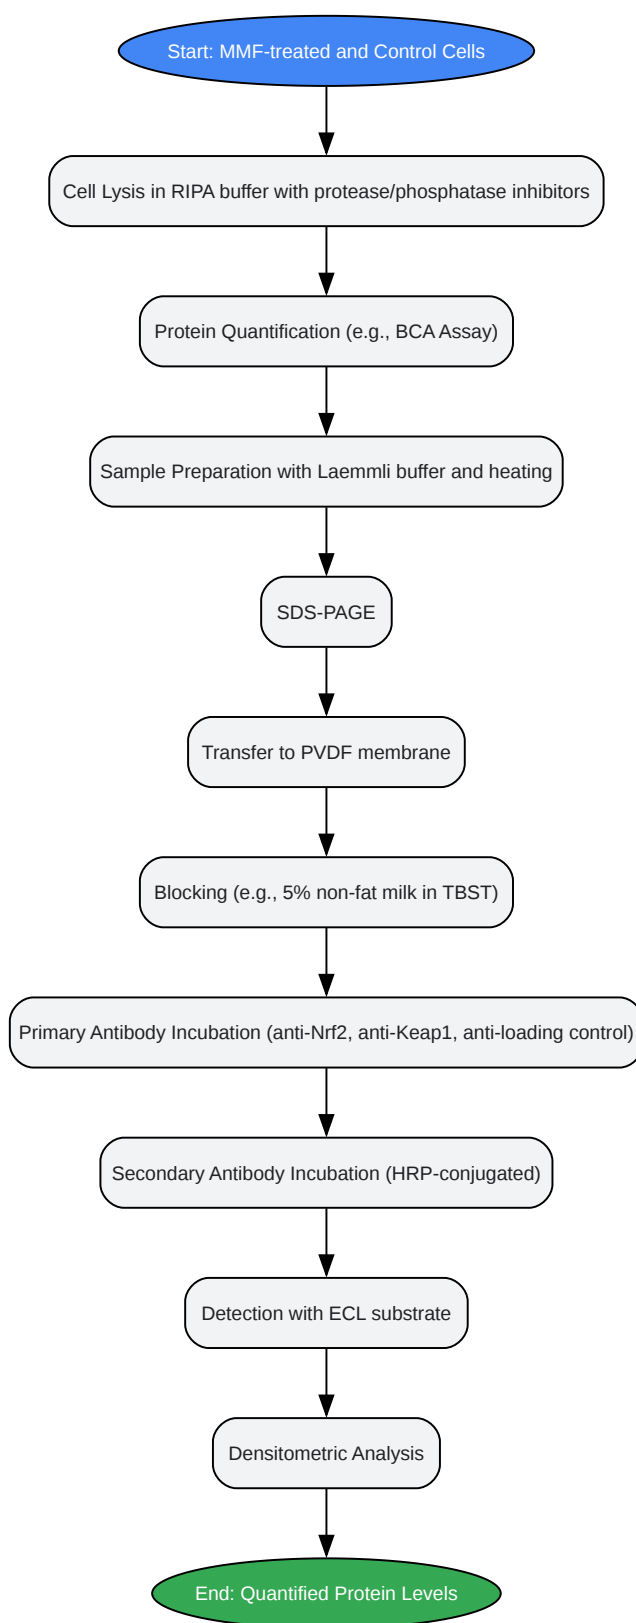 Start: MMF-treated and Control Cells
Cell Lysis in RIPA buffer with protease/phosphatase inhibitors
Protein Quantification (e.g., BCA Assay)
Sample Preparation with Laemmli buffer and heating
SDS-PAGE
Transfer to PVDF membrane
Blocking (e.g., 5% non-fat milk in TBST)
Primary Antibody Incubation (anti-Nrf2, anti-Keap1, anti-loading control)
Secondary Antibody Incubation (HRP-conjugated)
Detection with ECL substrate
Densitometric Analysis
End: Quantified Protein Levels